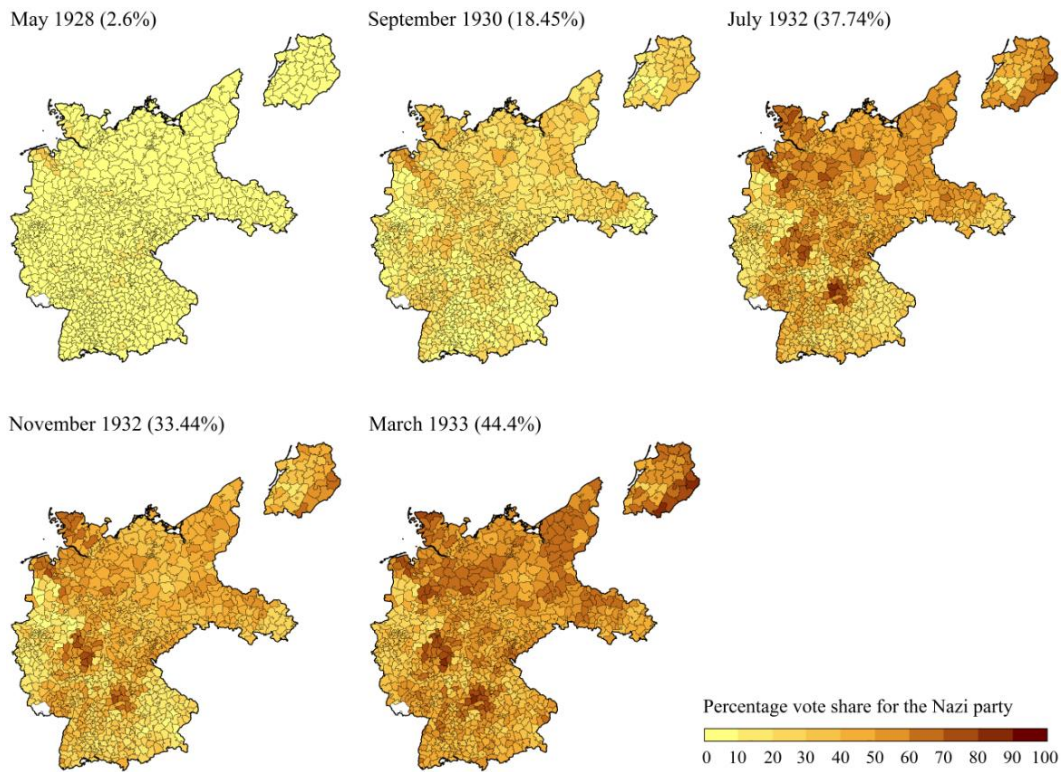 May 1928 (2.6%)
September 1930 (18.45%)
July 1932 (37.74%)
November 1932 (33.44%)
March 1933 (44.4%)
Percentage vote share for the Nazi party
0 10 20 30 40 50 60 70 80 90 100